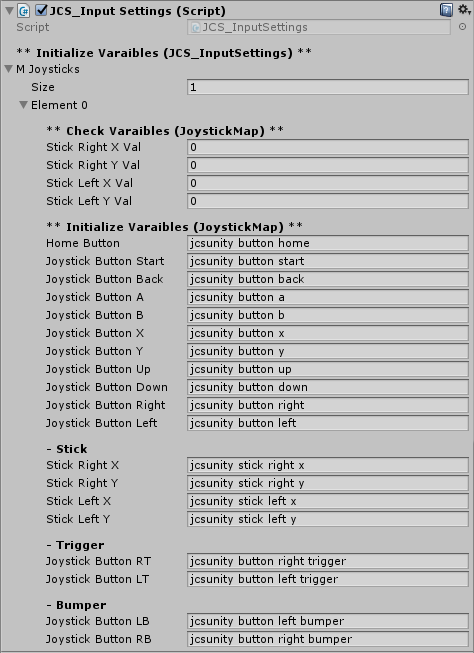 JCS_Input Settings (Script)
Script JCS_InputSettings
** Initialize Varaibles (JCS_InputSettings) **
M Joysticks
Size 1
Element 0
** Check Varaibles (JoystickMap) **
Stick Right X Val 0
Stick Right Y Val 0
Stick Left X Val 0
Stick Left Y Val 0
** Initialize Varaibles (JoystickMap) **
Home Button jcsunity button home
Joystick Button Start jcsunity button start
Joystick Button Back jcsunity button back
Joystick Button A jcsunity button a
Joystick Button B jcsunity button b
Joystick Button X jcsunity button x
Joystick Button Y jcsunity button y
Joystick Button Up jcsunity button up
Joystick Button Down jcsunity button down
Joystick Button Right jcsunity button right
Joystick Button Left jcsunity button left
- Stick
Stick Right X jcsunity stick right x
Stick Right Y jcsunity stick right y
Stick Left X jcsunity stick left x
Stick Left Y jcsunity stick left y
- Trigger
Joystick Button RT jcsunity button right trigger
Joystick Button LT jcsunity button left trigger
- Bumper
Joystick Button LB jcsunity button left bumper
Joystick Button RB jcsunity button right bumper